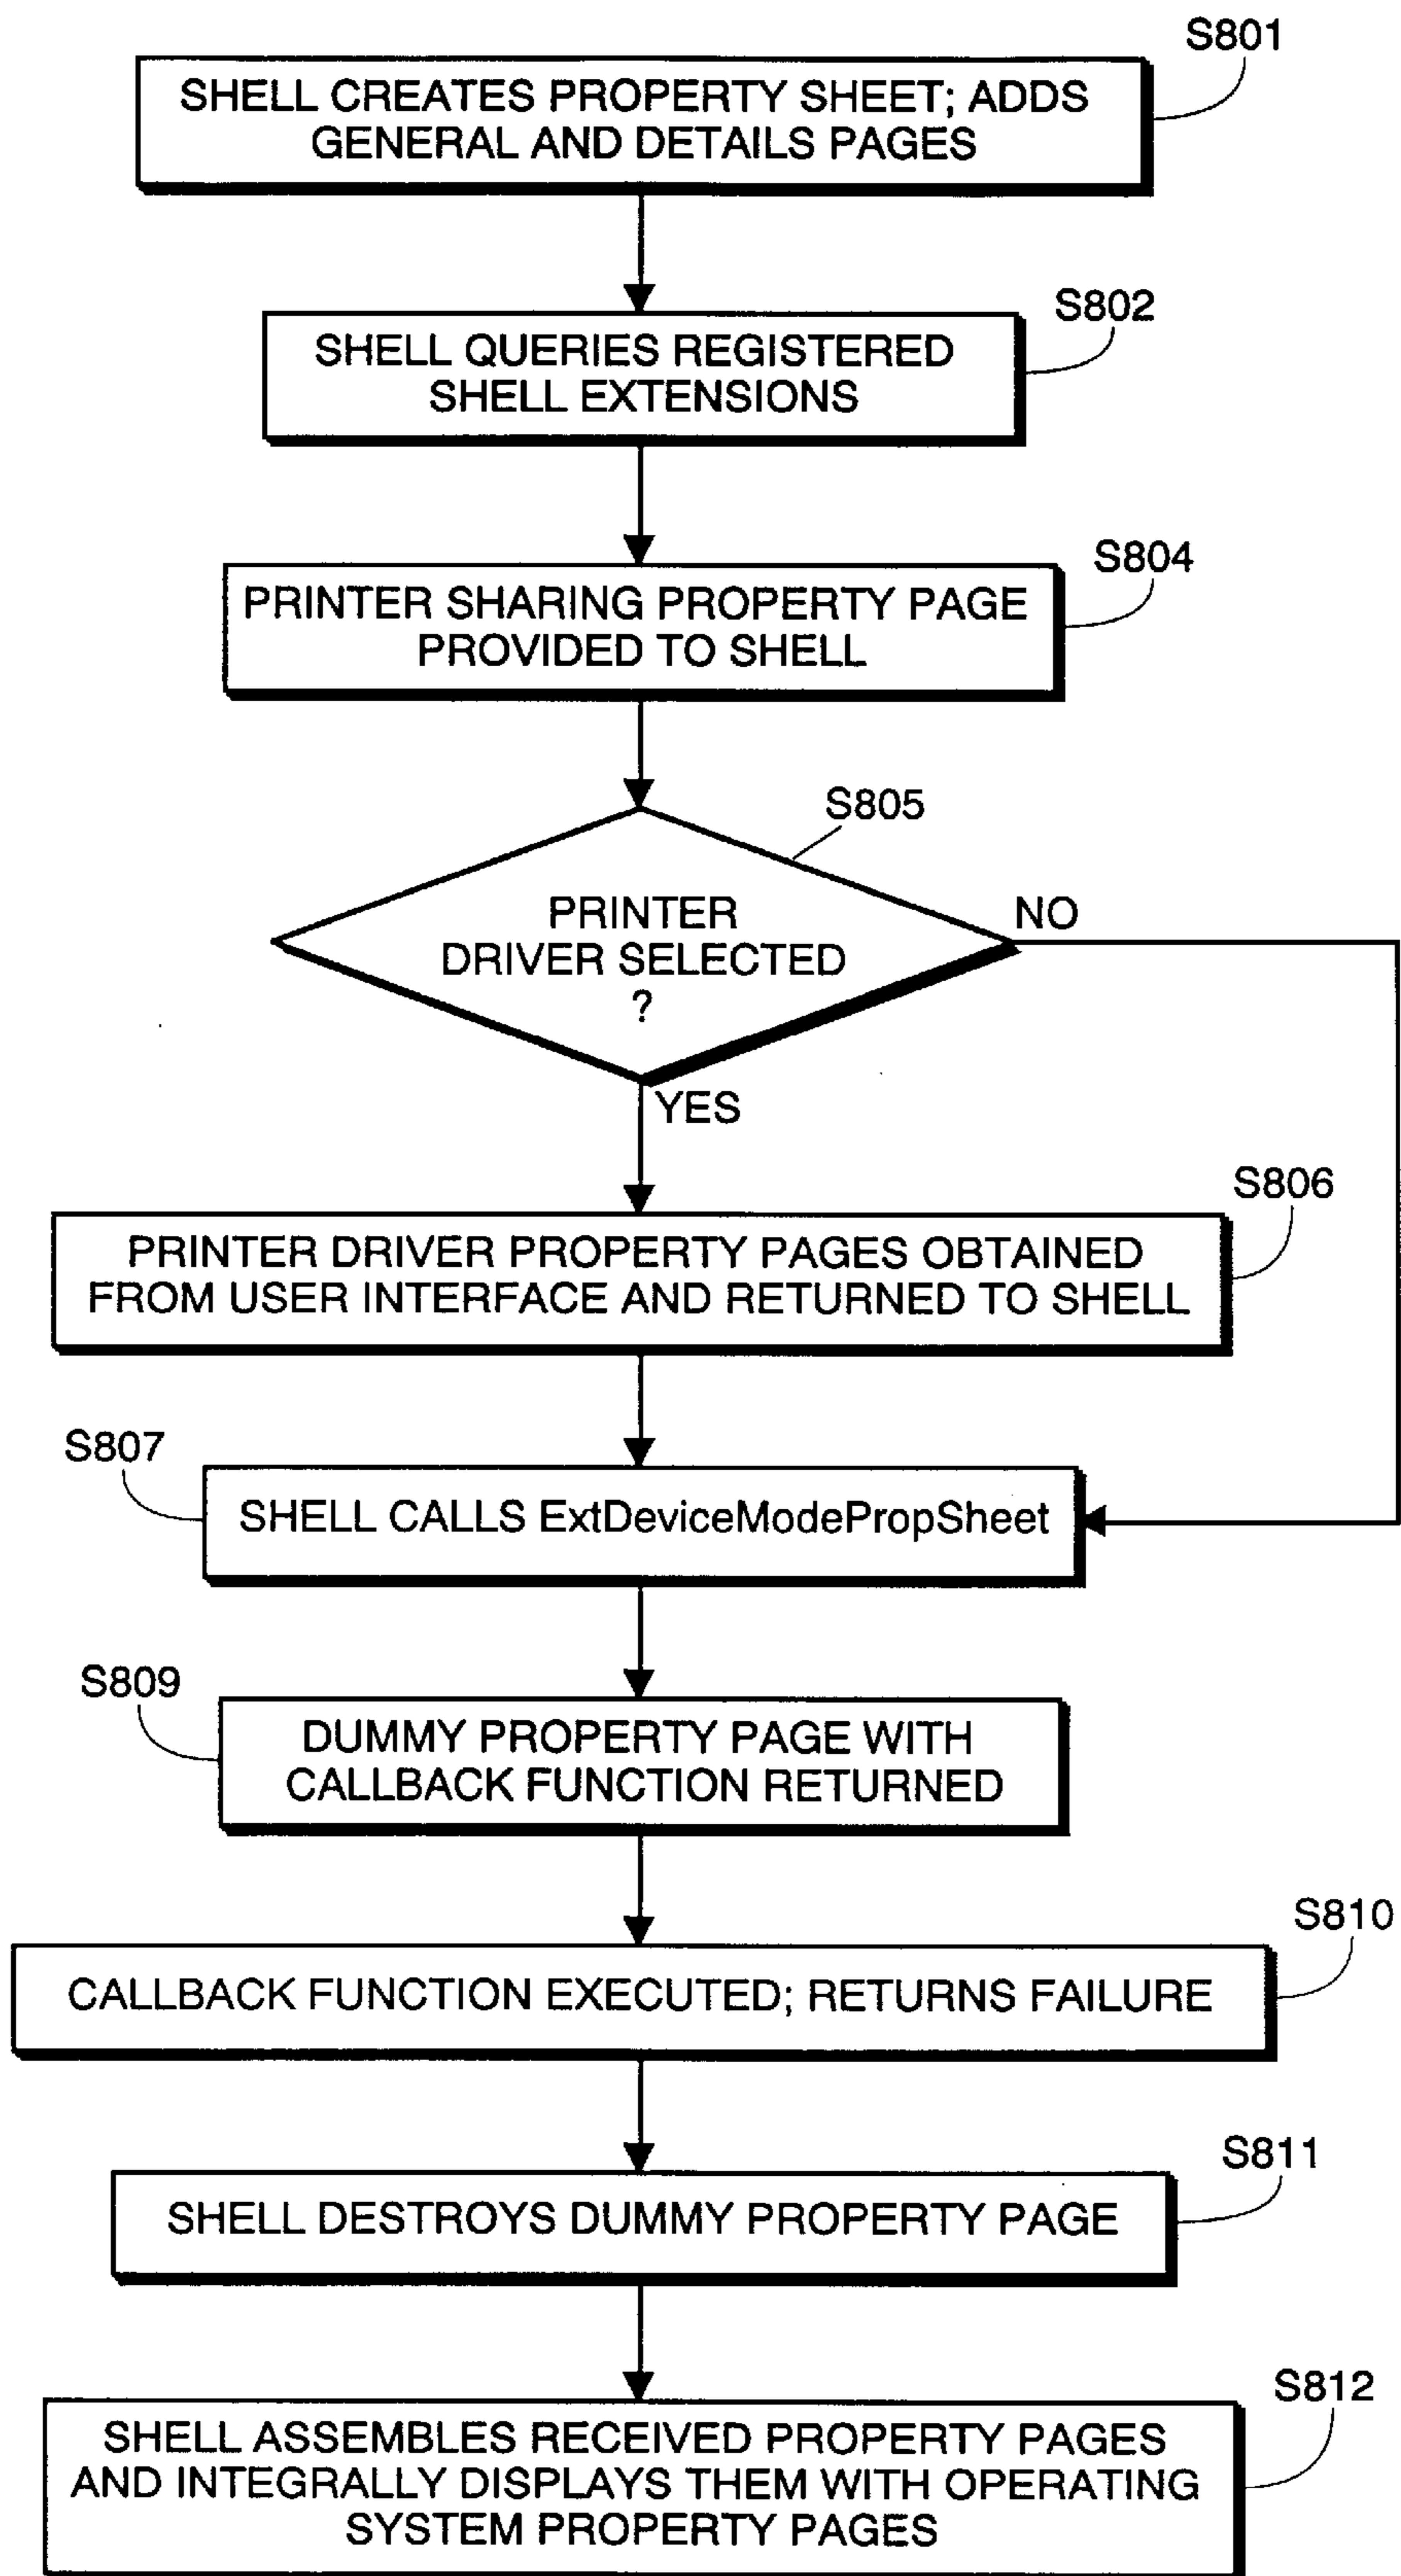 S801
SHELL CREATES PROPERTY SHEET; ADDS
GENERAL AND DETAILS PAGES
S802
SHELL QUERIES REGISTERED
SHELL EXTENSIONS
S804
PRINTER SHARING PROPERTY PAGE
PROVIDED TO SHELL
S805
PRINTER
DRIVER SELECTED
?
NO
YES
S806
PRINTER DRIVER PROPERTY PAGES OBTAINED
FROM USER INTERFACE AND RETURNED TO SHELL
S807
SHELL CALLS ExtDeviceModePropSheet
S809
DUMMY PROPERTY PAGE WITH
CALLBACK FUNCTION RETURNED
S810
CALLBACK FUNCTION EXECUTED; RETURNS FAILURE
S811
SHELL DESTROYS DUMMY PROPERTY PAGE
S812
SHELL ASSEMBLES RECEIVED PROPERTY PAGES
AND INTEGRALLY DISPLAYS THEM WITH OPERATING
SYSTEM PROPERTY PAGES